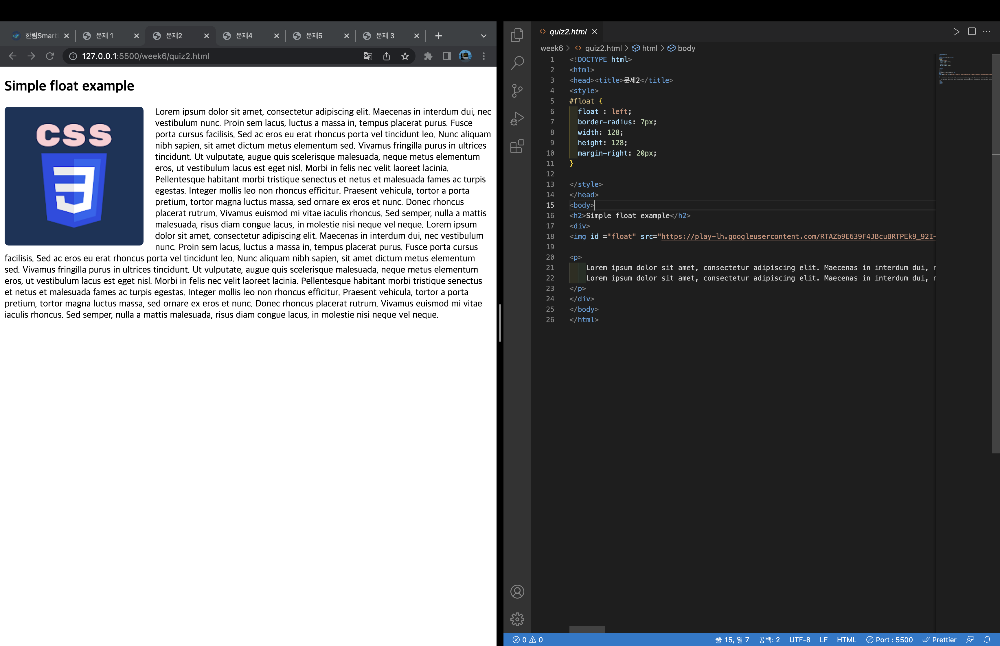 한림Smart
문제 1
문제2
문제4
문제5
문제 3
127.0.0.1:5500/week6/quiz2.html
Simple float example
CSS
Lorem ipsum dolor sit amet, consectetur adipiscing elit. Maecenas in interdum dui, nec
vestibulum nunc. Proin sem lacus, luctus a massa in, tempus placerat purus. Fusce
porta cursus facilisis. Sed ac eros eu erat rhoncus porta vel tincidunt leo. Nunc aliquam
nibh sapien, sit amet dictum metus elementum sed. Vivamus fringilla purus in ultrices
tincidunt. Ut vulputate, augue quis scelerisque malesuada, neque metus elementum
eros, ut vestibulum lacus est eget nisl. Morbi in felis nec velit laoreet lacinia.
Pellentesque habitant morbi tristique senectus et netus et malesuada fames ac turpis
egestas. Integer mollis leo non rhoncus efficitur. Praesent vehicula, tortor a porta
pretium, tortor magna luctus massa, sed ornare ex eros et nunc. Donec rhoncus
placerat rutrum. Vivamus euismod mi vitae iaculis rhoncus. Sed semper, nulla a mattis
malesuada, risus diam congue lacus, in molestie nisi neque vel neque. Lorem ipsum
dolor sit amet, consectetur adipiscing elit. Maecenas in interdum dui, nec vestibulum
nunc. Proin sem lacus, luctus a massa in, tempus placerat purus. Fusce porta cursus
facilisis. Sed ac eros eu erat rhoncus porta vel tincidunt leo. Nunc aliquam nibh sapien, sit amet dictum metus elementum
sed. Vivamus fringilla purus in ultrices tincidunt. Ut vulputate, augue quis scelerisque malesuada, neque metus elementum
eros, ut vestibulum lacus est eget nisl. Morbi in felis nec velit laoreet lacinia. Pellentesque habitant morbi tristique senectus
et netus et malesuada fames ac turpis egestas. Integer mollis leo non rhoncus efficitur. Praesent vehicula, tortor a porta
pretium, tortor magna luctus massa, sed ornare ex eros et nunc. Donec rhoncus placerat rutrum. Vivamus euismod mi vitae
iaculis rhoncus. Sed semper, nulla a mattis malesuada, risus diam congue lacus, in molestie nisi neque vel neque.
quiz2.html
week6 > <> quiz2.html > html > body
1 <!DOCTYPE html>
2 <html>
3 <head><title>문제2</title>
4 <style>
5 #float {
6 float : left;
7 border-radius: 7px;
8 width: 128;
9 height: 128;
10 margin-right: 20px;
11 }
12
13 </style>
14 </head>
15 <body>
16 <h2>Simple float example</h2>
17 <div>
18 <img id ="float" src="https://play-lh.googleusercontent.com/RTAZb9E639F4JBcuBRTPEk9_92I-
19
20 <p>
21 Lorem ipsum dolor sit amet, consectetur adipiscing elit. Maecenas in interdum dui, n
22 Lorem ipsum dolor sit amet, consectetur adipiscing elit. Maecenas in interdum dui, n
23 </p>
24 </div>
25 </body>
26 </html>
0 0 줄 15, 열 7 공백: 2 UTF-8 LF HTML Port : 5500 Prettier